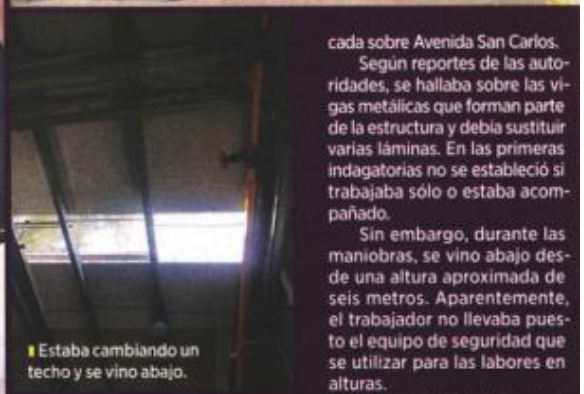 cada sobre Avenida San Carlos.
Según reportes de las auto-
ridades, se hallaba sobre las vi-
gas metálicas que forman parte
de la estructura y debía sustituir
varias láminas. En las primeras
indagatorias no se estableció si
trabajaba sólo o estaba acom-
pañado.
Sin embargo, durante las
maniobras, se vino abajo des-
de una altura aproximada de
seis metros. Aparentemente,
el trabajador no llevaba pues-
to el equipo de seguridad que
se utilizar para las labores en
alturas.
Estaba cambiando un
techo y se vino abajo.